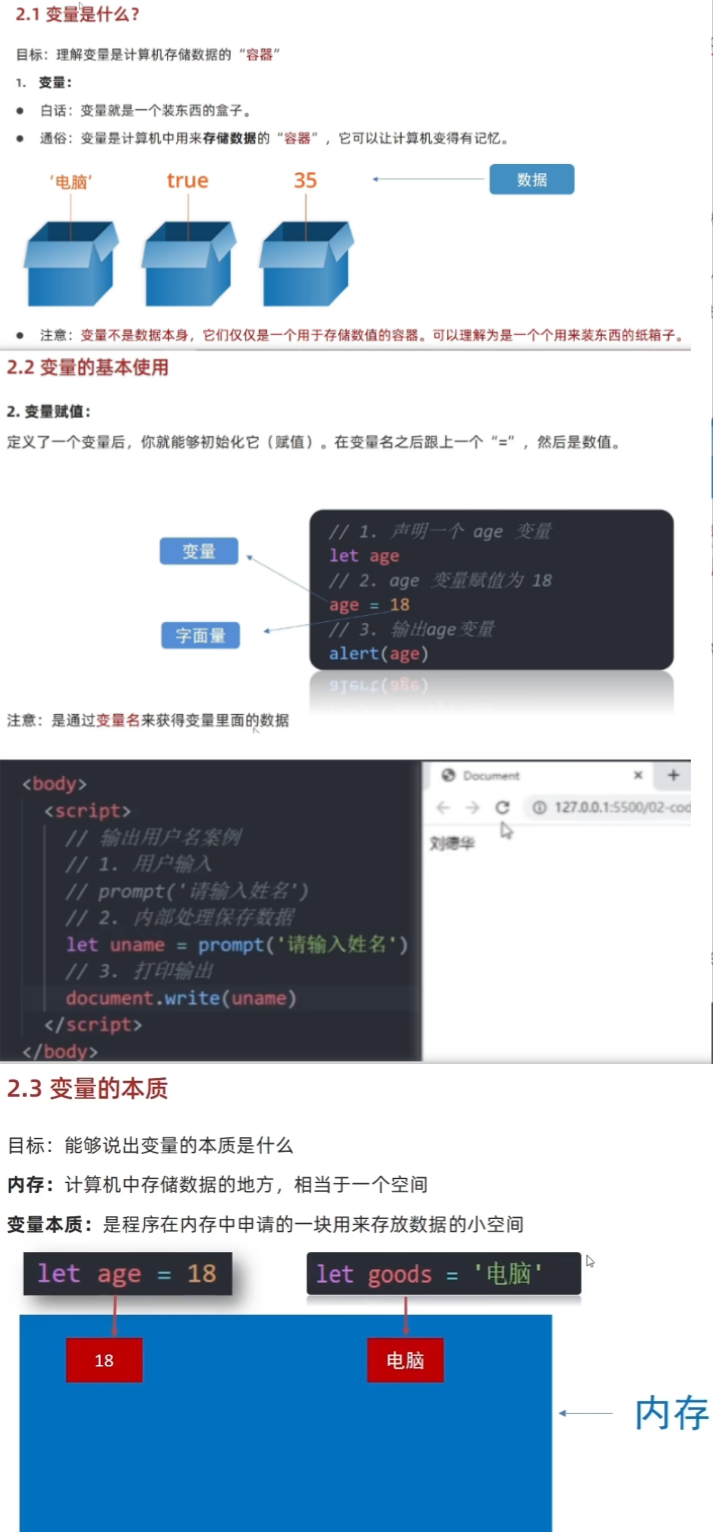 2.1 变量是什么？
目标：理解变量是计算机存储数据的“容器”
1. 变量：
● 白话：变量就是一个装东西的盒子。
● 通俗：变量是计算机中用来存储数据的“容器”，它可以让计算机变得有记忆。
‘电脑’ true 35 数据
● 注意：变量不是数据本身，它们仅仅是一个用于存储数值的容器。可以理解为是一个个用来装东西的纸箱子。
2.2 变量的基本使用
2. 变量赋值：
定义了一个变量后，你就能够初始化它（赋值）。在变量名之后跟上一个“=”，然后是数值。
变量
字面量
// 1. 声明一个 age 变量
let age
// 2. age 变量赋值为 18
age = 18
// 3. 输出age变量
alert(age)
注意：是通过变量名来获得变量里面的数据
<body>
<script>
// 输出用户名案例
// 1. 用户输入
// prompt('请输入姓名')
// 2. 内部处理保存数据
let uname = prompt('请输入姓名')
// 3. 打印输出
document.write(uname)
</script>
</body>
Document
127.0.0.1:5500/02-cod
刘德华
2.3 变量的本质
目标：能够说出变量的本质是什么
内存：计算机中存储数据的地方，相当于一个空间
变量本质：是程序在内存中申请的一块用来存放数据的小空间
let age = 18
let goods = '电脑'
18
电脑
内存